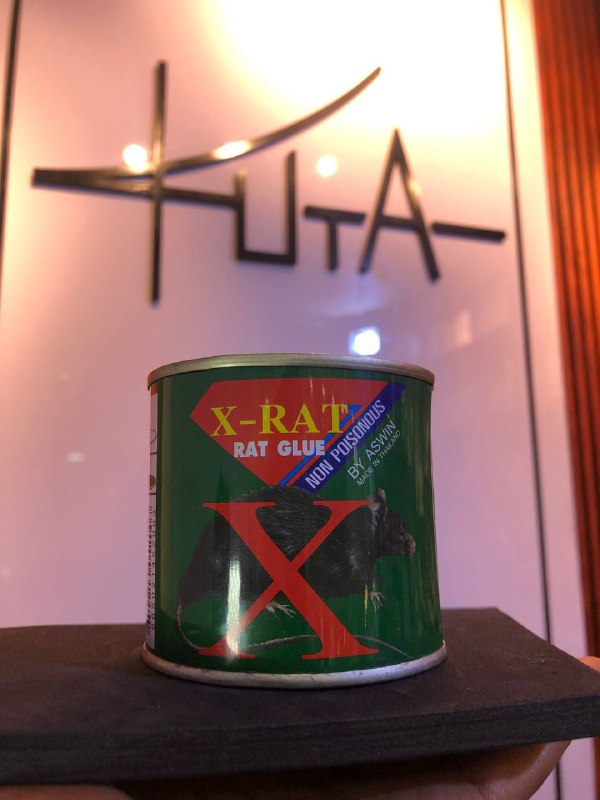 KUTA
X-RAT
RAT GLUE
NON POISONOUS
BY ASWIN
MADE IN THAILAND
X